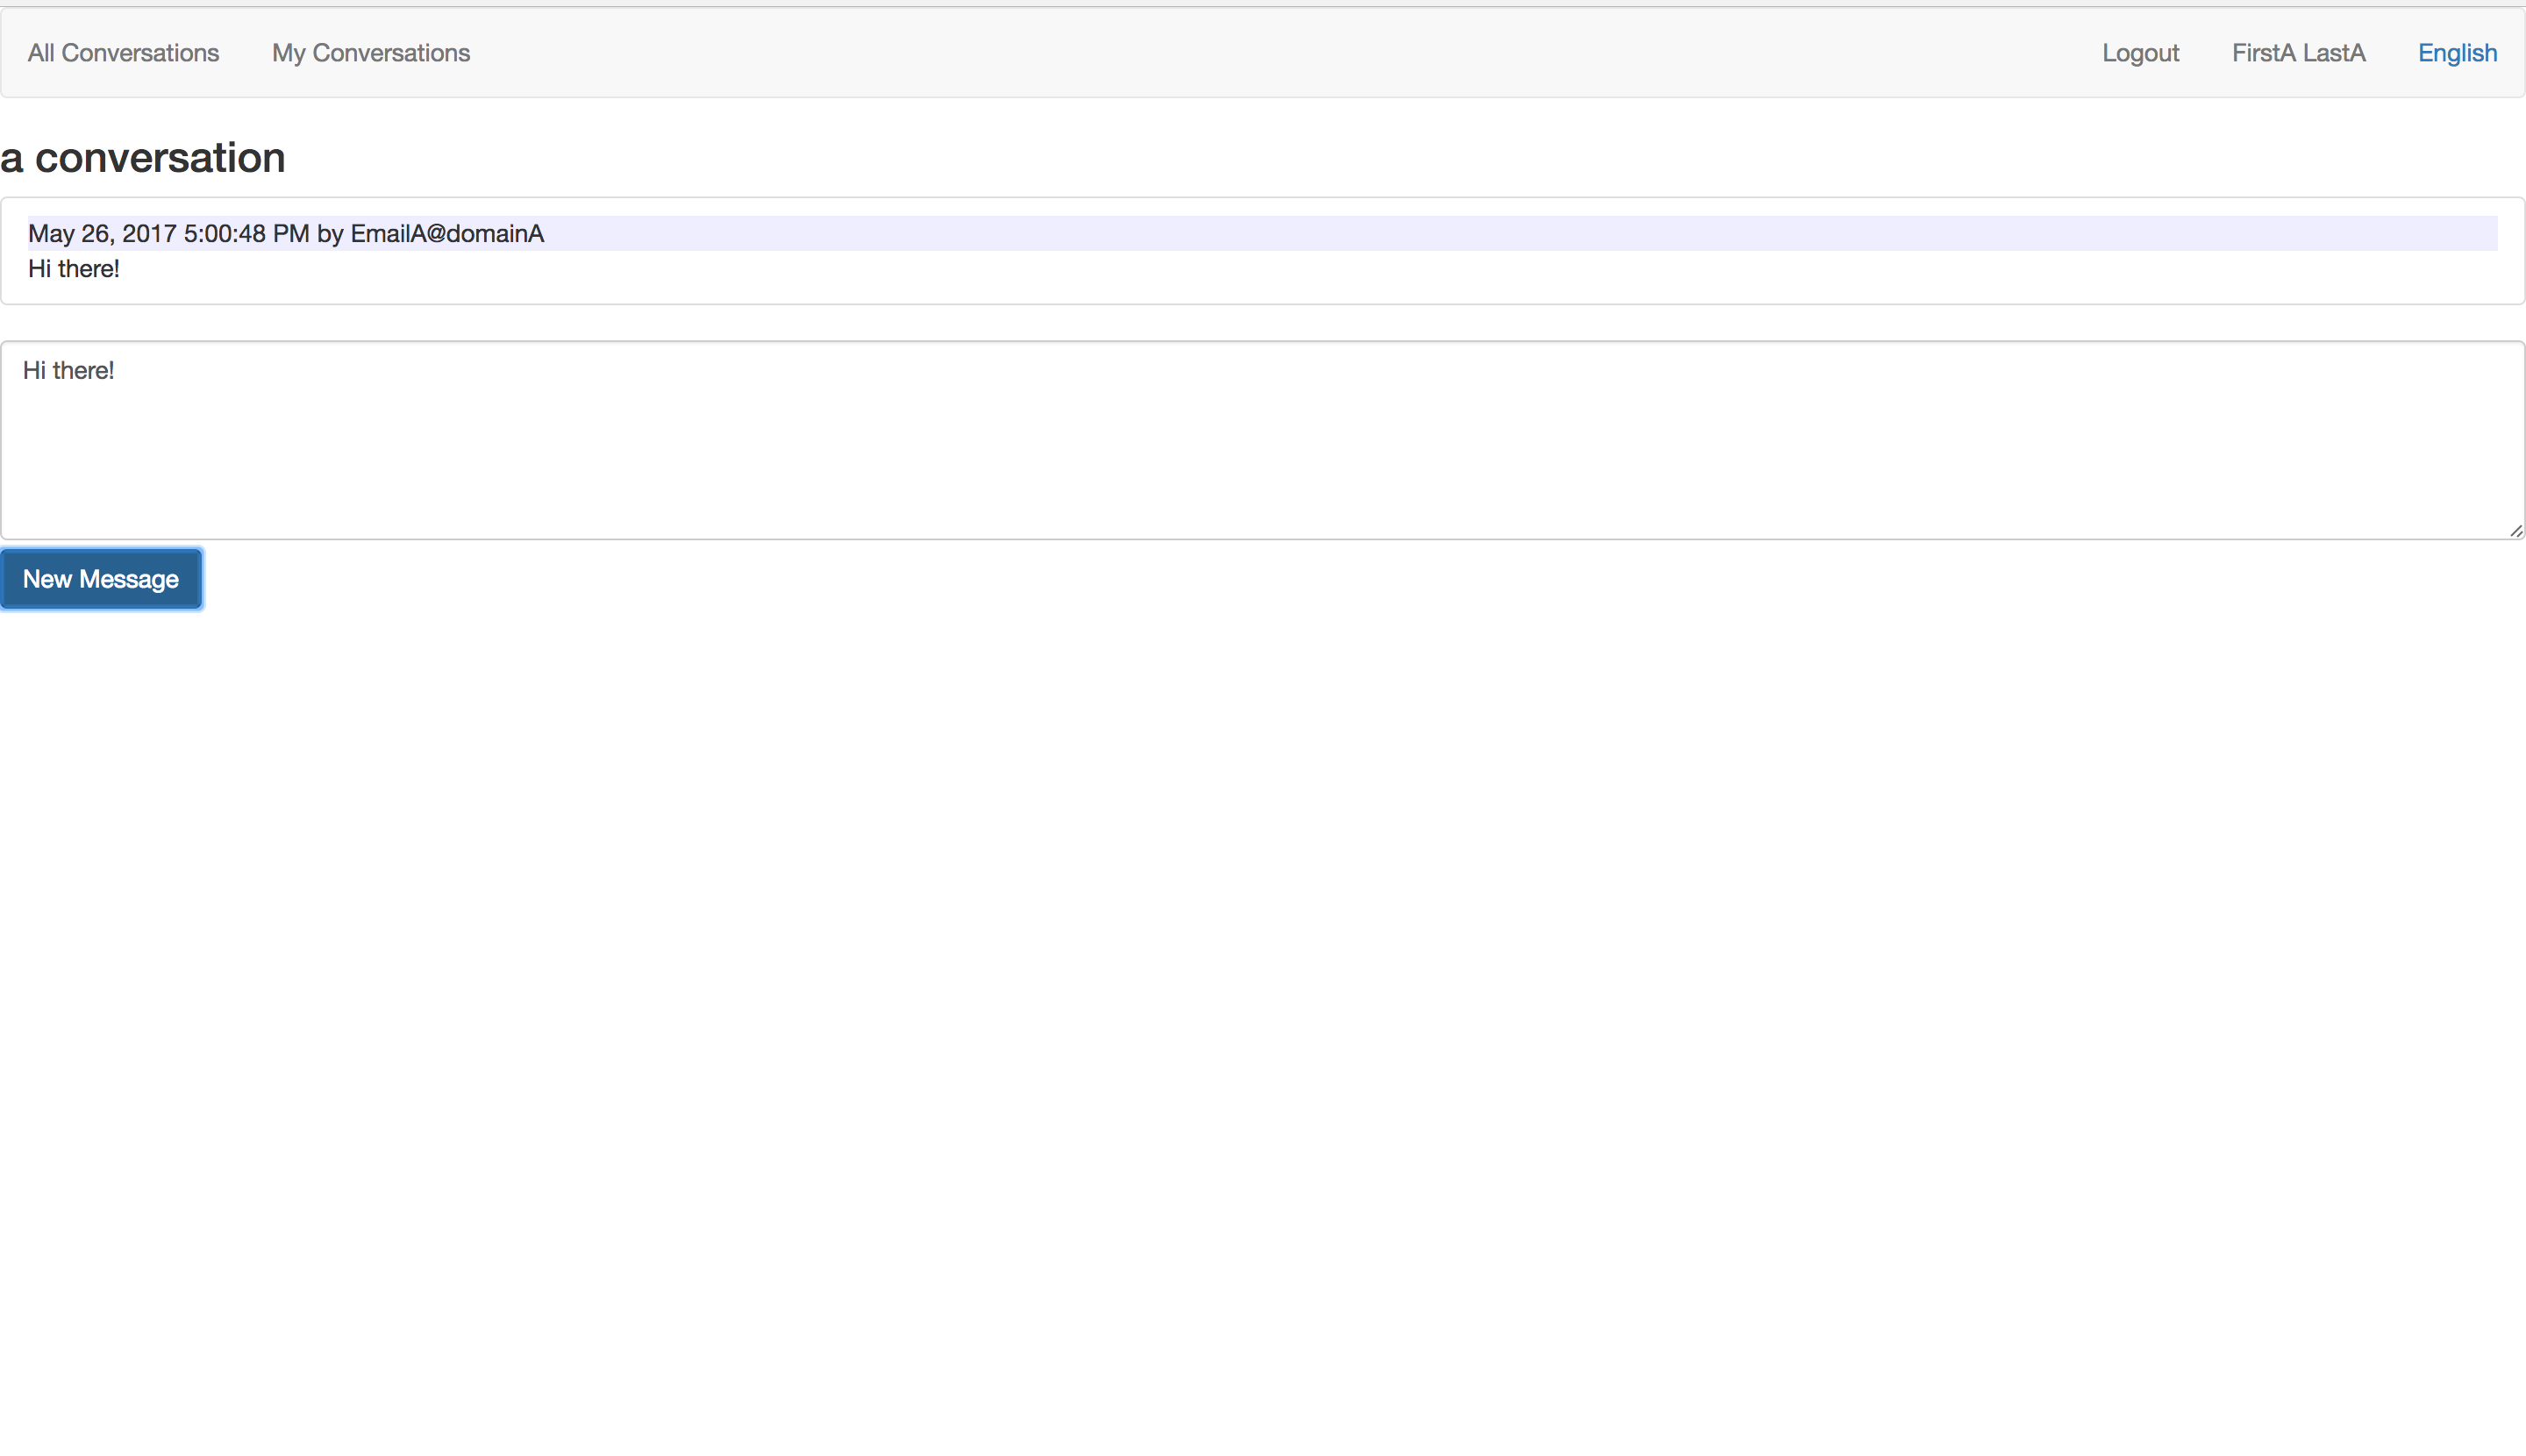 All Conversations My Conversations Logout FirstA LastA English
a conversation
May 26, 2017 5:00:48 PM by EmailA@domainA
Hi there!
Hi there!
New Message